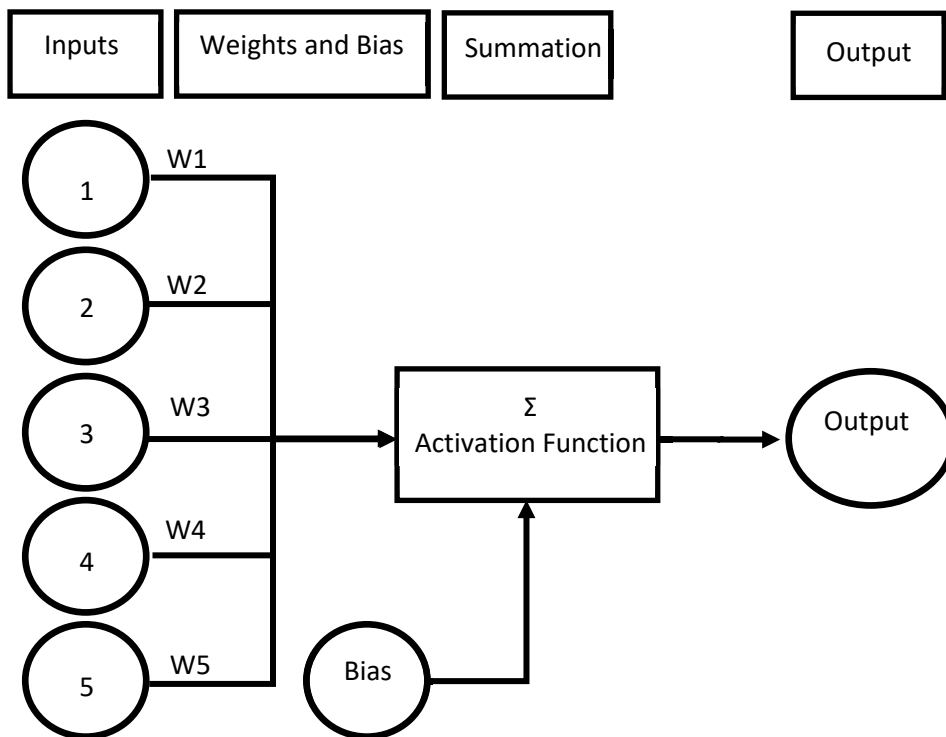 Inputs
Weights and Bias
Summation
Output
W1
1
W2
2
W3
3
Σ
Activation Function
Output
W4
4
W5
5
Bias